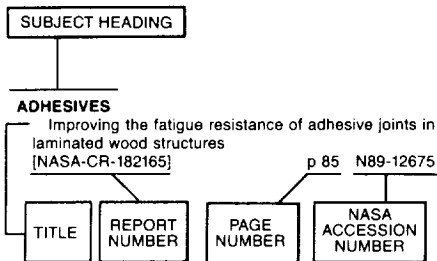 SUBJECT HEADING
ADHESIVES
Improving the fatigue resistance of adhesive joints in
laminated wood structures
[NASA-CR-182165] p 85 N89-12675
TITLE
REPORT
NUMBER
PAGE
NUMBER
NASA
ACCESSION
NUMBER